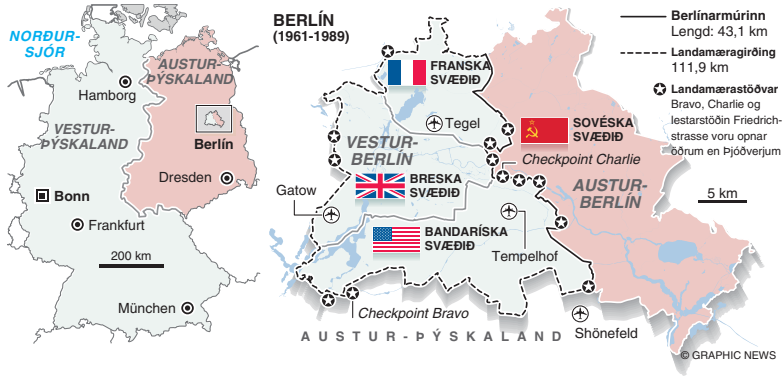 NORÐUR-
SJÓR
AUSTUR-
ÞÝSKALAND
Hamborg
VESTUR-
ÞÝSKALAND
Berlín
Dresden
Bonn
Frankfurt
200 km
München
BERLÍN
(1961-1989)
FRANSKA
SVÆÐIÐ
Tegel
SOVÉSKA
SVÆÐIÐ
VESTUR-
BERLÍN
Checkpoint Charlie
BRESKA
SVÆÐIÐ
AUSTUR-
BERLÍN
Gatow
BANDARÍSKA
SVÆÐIÐ
Tempelhof
Checkpoint Bravo
AUSTUR-ÞÝSKALAND
Shönefeld
Berlínarmúrinn
Lengd: 43,1 km
Landamæragirðing
111,9 km
Landamærastöðvar
Bravo, Charlie og
lestarstöðin Friedrich-
strasse voru opnar
öðrum en Þjóðverjum
5 km
© GRAPHIC NEWS